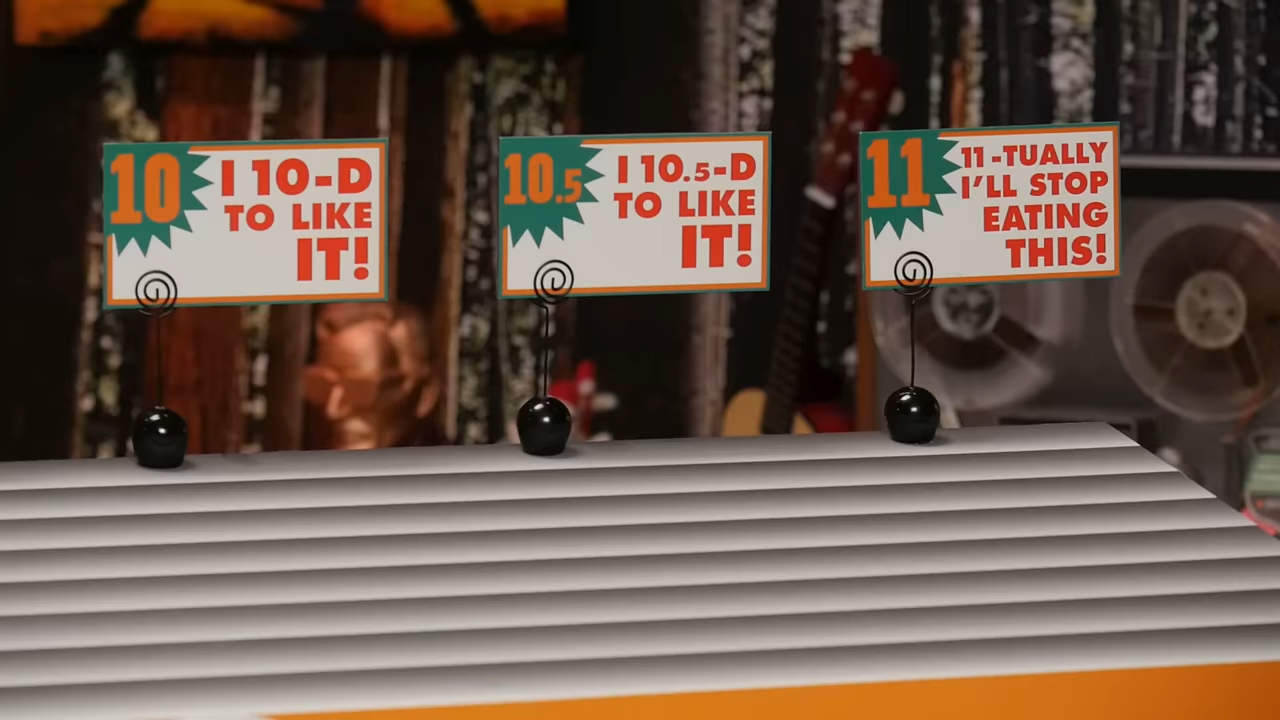 10
I 10-D
TO LIKE
IT!
10.5
I 10.5-D
TO LIKE
IT!
11
11-TUALLY
I'LL STOP
EATING
THIS!